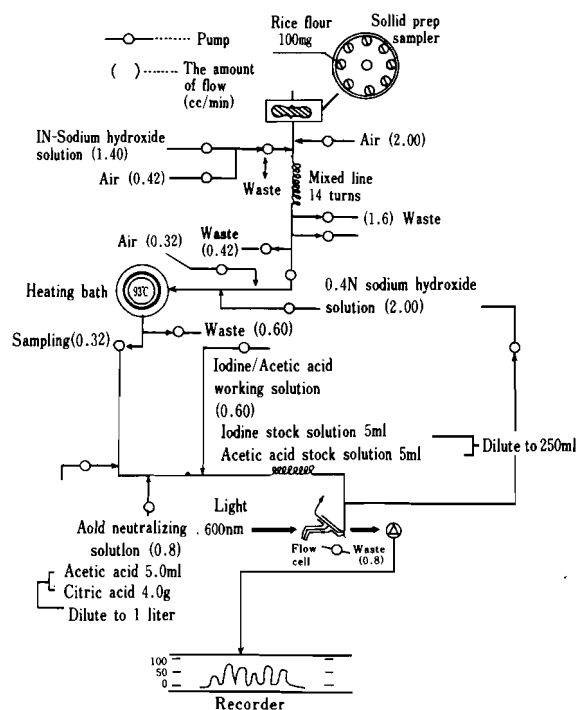 Rice flour
100mg
Sollid prep
sampler
Pump
( ) The amount
of flow
(cc/min)
IN-Sodium hydroxide
solution (1.40)
Air (2.00)
Air (0.42)
Waste
Mixed line
14 turns
(1.6) Waste
Waste
(0.42)
Air (0.32)
Heating bath
93℃
0.4N sodium hydroxide
solution (2.00)
Waste (0.60)
Sampling(0.32)
Iodine/Acetic acid
working solution
(0.60)
Iodine stock solution 5ml
Acetic acid stock solution 5ml
Dilute to 250ml
Light
.600nm
Aold neutralizing
solutlon (0.8)
Flow
cell
Waste
(0.8)
Acetic acid 5.0ml
Citric acid 4.0g
Dilute to 1 liter
100
50
0
Recorder